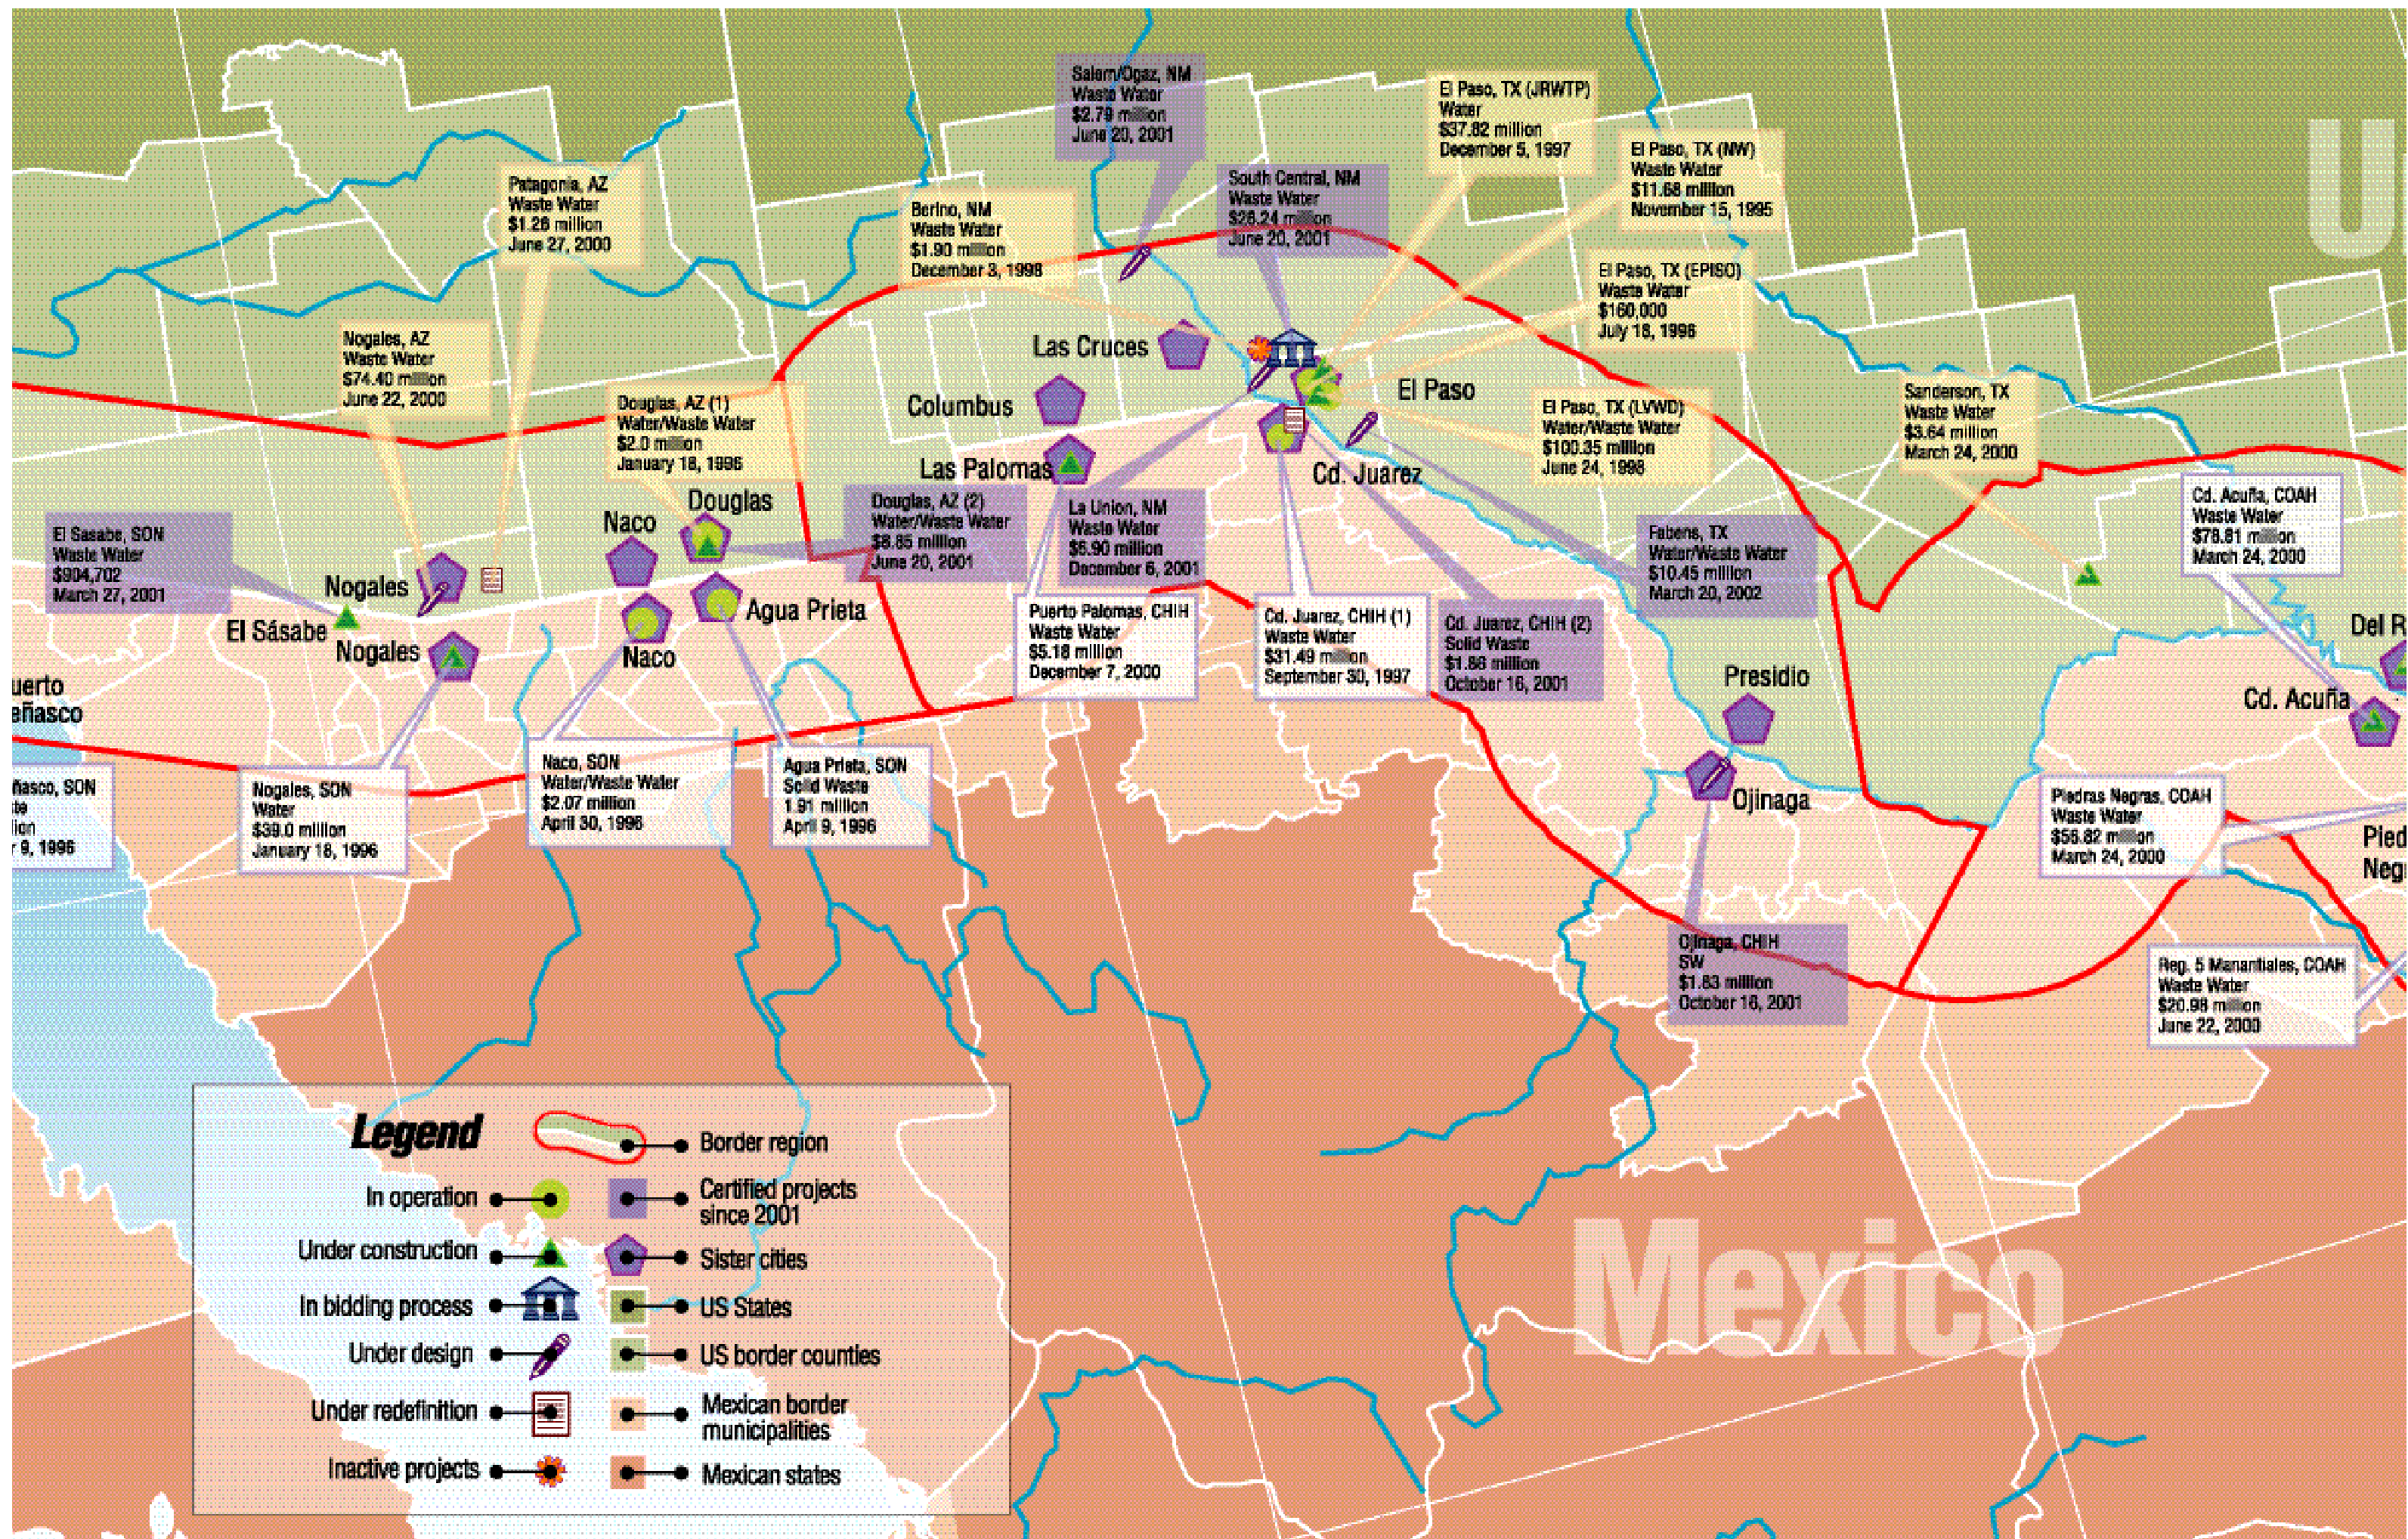 Salem/Ogaz, NM
Waste Water
$2.79 million
June 20, 2001
El Paso, TX (JRWTP)
Water
$37.82 million
December 5, 1997
El Paso, TX (NW)
Waste Water
$11.68 million
November 15, 1995
U
Patagonia, AZ
Waste Water
$1.26 million
June 27, 2000
Berino, NM
Waste Water
$1.90 million
December 3, 1998
South Central, NM
Waste Water
$26.24 million
June 20, 2001
El Paso, TX (EPISO)
Waste Water
$160,000
July 18, 1996
Nogales, AZ
Waste Water
$74.40 million
June 22, 2000
Las Cruces
Columbus
Las Palomas
El Paso
Cd. Juarez
Douglas, AZ (1)
Water/Waste Water
$2.0 million
January 18, 1996
El Paso, TX (LVWD)
Water/Waste Water
$100.35 million
June 24, 1998
Sanderson, TX
Waste Water
$3.64 million
March 24, 2000
Douglas
Naco
Douglas, AZ (2)
Water/Waste Water
$8.85 million
June 20, 2001
La Union, NM
Waste Water
$5.90 million
December 6, 2001
Cd. Acuña, COAH
Waste Water
$78.81 million
March 24, 2000
El Sasabe, SON
Waste Water
$904,702
March 27, 2001
Fabens, TX
Water/Waste Water
$10.45 million
March 20, 2002
Nogales
El Sásabe
Nogales
Agua Prieta
Naco
Puerto Palomas, CHIH
Waste Water
$5.18 million
December 7, 2000
Cd. Juarez, CHIH (1)
Waste Water
$31.49 million
September 30, 1997
Cd. Juarez, CHIH (2)
Solid Waste
$1.86 million
October 16, 2001
Del R
Presidio
Cd. Acuña
uerto
eñasco
Ojinaga
ñasco, SON
ste
lion
r 9, 1996
Nogales, SON
Water
$39.0 million
January 18, 1996
Naco, SON
Water/Waste Water
$2.07 million
April 30, 1996
Agua Prieta, SON
Solid Waste
1.91 million
April 9, 1996
Piedras Negras, COAH
Waste Water
$56.82 million
March 24, 2000
Pied
Neg
Ojinaga, CHIH
SW
$1.83 million
October 16, 2001
Reg. 5 Manantiales, COAH
Waste Water
$20.98 million
June 22, 2000
Legend
Border region
In operation
Certified projects
since 2001
Under construction
Sister cities
In bidding process
US States
Under design
US border counties
Under redefinition
Mexican border
municipalities
Inactive projects
Mexican states
Mexico